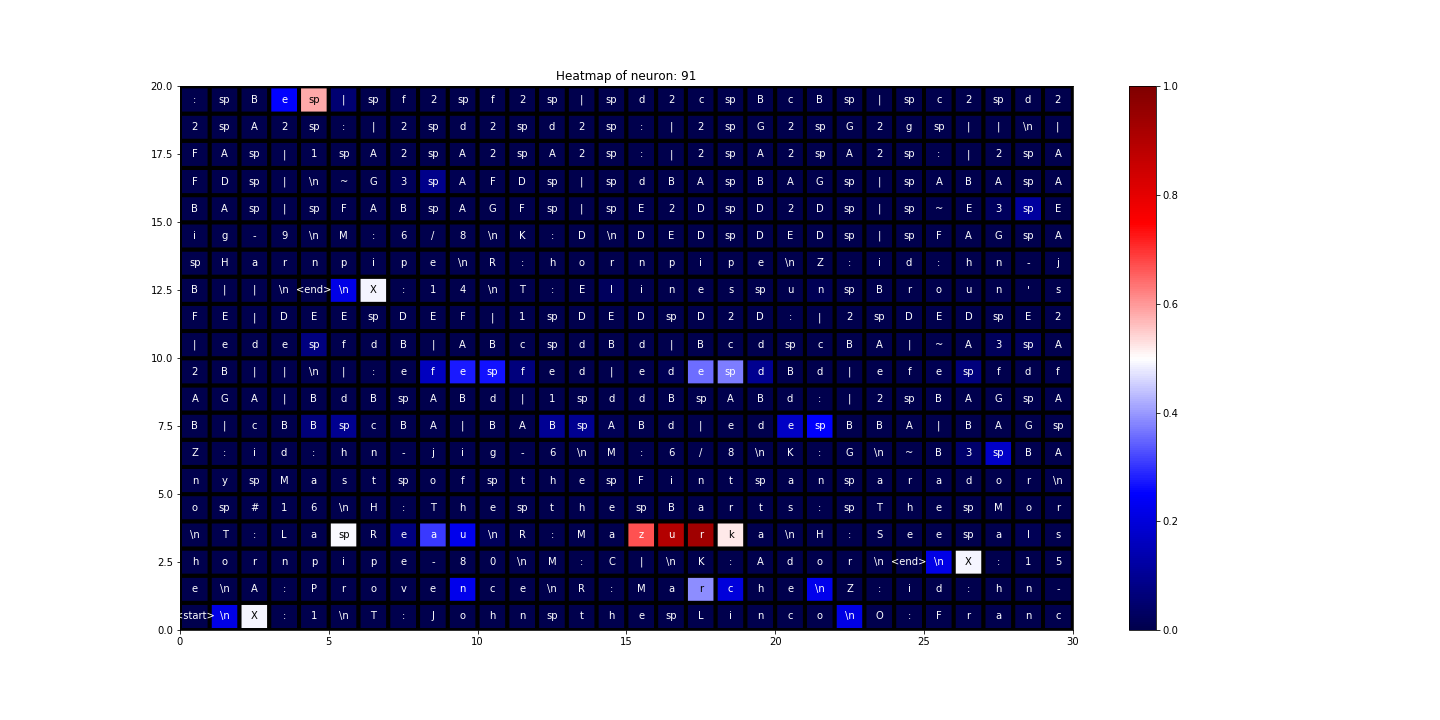 Heatmap of neuron: 91
20.0
: sp B e sp | sp f 2 sp f 2 sp | sp d 2 c sp B c B sp | sp c 2 sp d 2
2 sp A 2 sp : | 2 sp d 2 sp d 2 sp : | 2 sp G 2 sp G 2 g sp | | \n |
17.5
F A sp | 1 sp A 2 sp A 2 sp A 2 sp : | 2 sp A 2 sp A 2 sp : | 2 sp A
F D sp | \n ~ G 3 sp A F D sp | sp d B A sp B A G sp | sp A B A sp A
B A sp | sp F A B sp A G F sp | sp E 2 D sp D 2 D sp | sp ~ E 3 sp E
15.0
i g - 9 \n M : 6 / 8 \n K : D \n D E D sp D E D sp | sp F A G sp A
sp H a r n p i p e \n R : h o r n p i p e \n Z : i d : h n - j
12.5
B | | \n <end> \n X : 1 4 \n T : E l i n e s sp u n sp B r o u n ' s
F E | D E E sp D E F | 1 sp D E D sp D 2 D : | 2 sp D E D sp E 2
| e d e sp f d B | A B c sp d B d | B c d sp c B A | ~ A 3 sp A
10.0
2 B | | \n | : e f e sp f e d | e d e sp d B d | e f e sp f d f
A G A | B d B sp A B d | 1 sp d d B sp A B d : | 2 sp B A G sp A
7.5
B | c B B sp c B A | B A B sp A B d | e d e sp B B A | B A G sp
Z : i d : h n - j i g - 6 \n M : 6 / 8 \n K : G \n ~ B 3 sp B A
n y sp M a s t sp o f sp t h e sp F i n t sp a n sp a r a d o r \n
5.0
o sp # 1 6 \n H : T h e sp t h e sp B a r t s : sp T h e sp M o r
\n T : L a sp R e a u \n R : M a z u r k a \n H : S e e sp a l s
2.5
h o r n p i p e - 8 0 \n M : C | \n K : A d o r \n <end> \n X : 1 5
e \n A : P r o v e n c e \n R : M a r c h e \n Z : i d : h n -
<start> \n X : 1 \n T : J o h n sp t h e sp L i n c o \n O : F r a n c
0.0
0 5 10 15 20 25 30
1.0
0.8
0.6
0.4
0.2
0.0